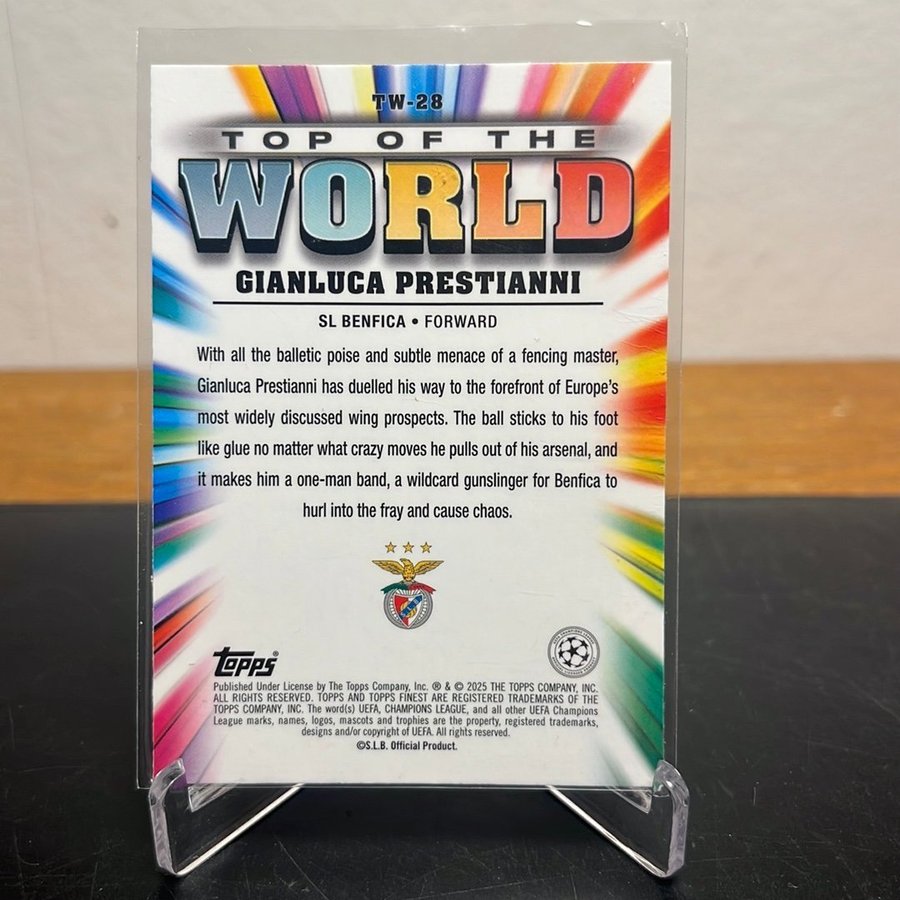 TW-28
TOP OF THE
WORLD
GIANLUCA PRESTIANNI
SL BENFICA • FORWARD
With all the balletic poise and subtle menace of a fencing master,
Gianluca Prestianni has duelled his way to the forefront of Europe's
most widely discussed wing prospects. The ball sticks to his foot
like glue no matter what crazy moves he pulls out of his arsenal, and
it makes him a one-man band, a wildcard gunslinger for Benfica to
hurl into the fray and cause chaos.
Topps®
Published Under License by The Topps Company, Inc. ® & © 2025 THE TOPPS COMPANY, INC.
ALL RIGHTS RESERVED. TOPPS AND TOPPS FINEST ARE REGISTERED TRADEMARKS OF THE
TOPPS COMPANY, INC. The word(s) UEFA, CHAMPIONS LEAGUE, and all other UEFA Champions
League marks, names, logos, mascots and trophies are the property, registered trademarks,
designs and/or copyright of UEFA. All rights reserved.
©S.L.B. Official Product.